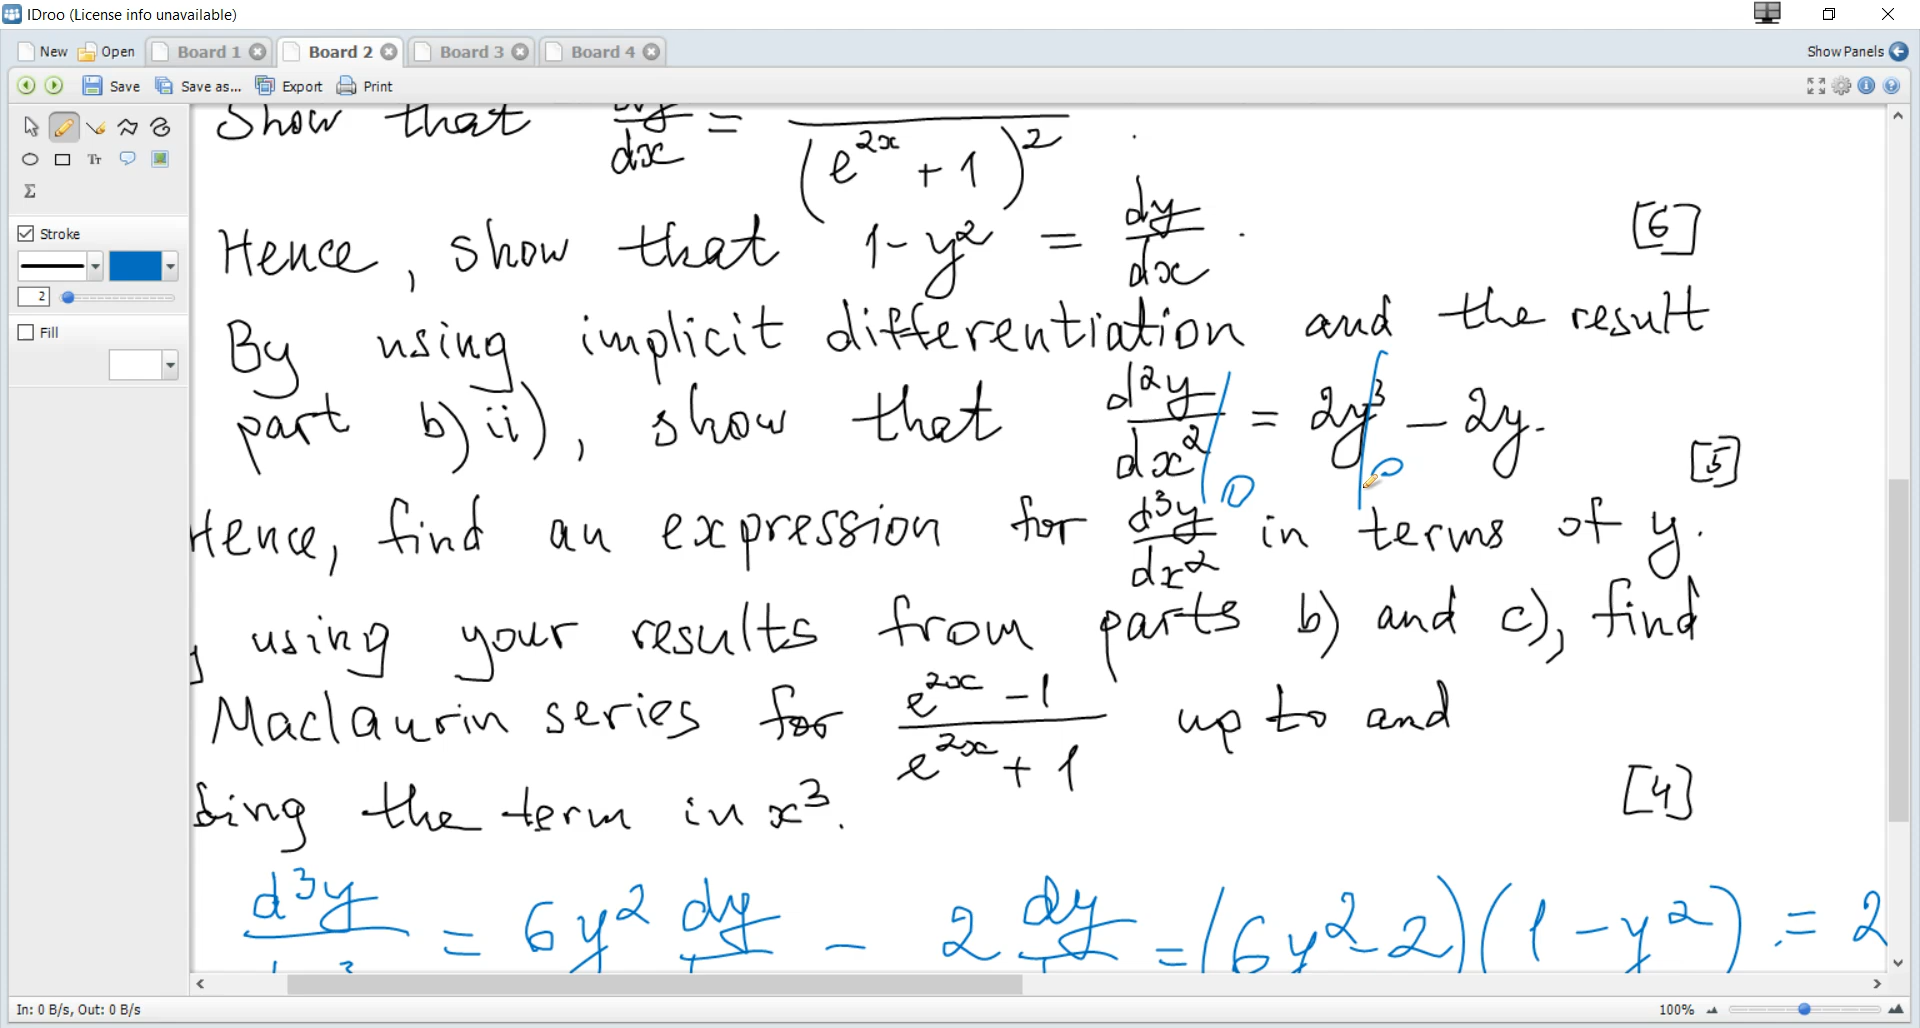 IDroo (License info unavailable)
New Open Board 1 Board 2 Board 3 Board 4 Show Panels
Save Save as... Export Print
Show that dy/dx = /(e^2x + 1)^2 .
Stroke
Hence, show that 1 - y^2 = dy/dx . [6]
2
Fill
By using implicit differentiation and the result
part b) ii), show that d^2y/dx^2 | 0 = 2y^3 | 0 - 2y. [5]
Hence, find an expression for d^3y/dx^2 in terms of y.
using your results from parts b) and c), find
Maclaurin series for (e^2x - 1)/(e^2x + 1) up to and
ding the term in x^3. [4]
d^3y = 6y^2 dy - 2 dy = (6y^2 - 2)(1 - y^2) = 2
In: 0 B/s, Out: 0 B/s 100%